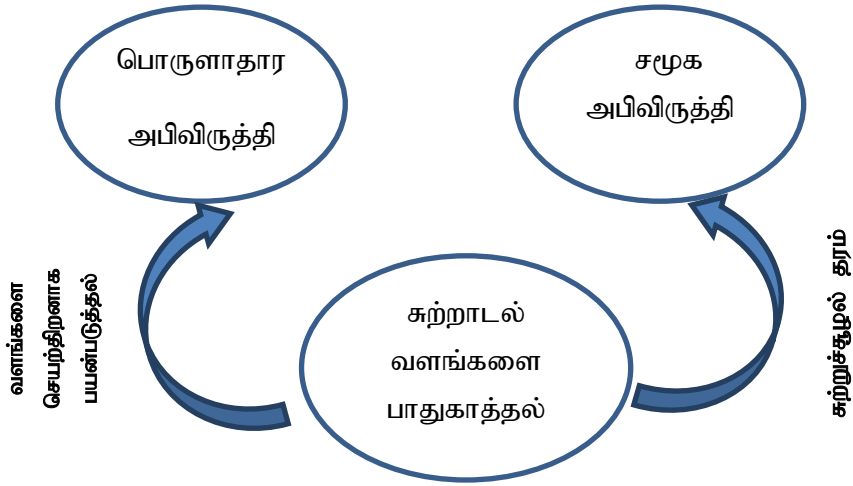 பொருளாதார
அபிவிருத்தி
சமூக
அபிவிருத்தி
வளங்களை
செயற்திறனாக
பயன்படுத்தல்
சுற்றாடல்
வளங்களை
பாதுகாத்தல்
சுற்றுச்சூழல் தரம்